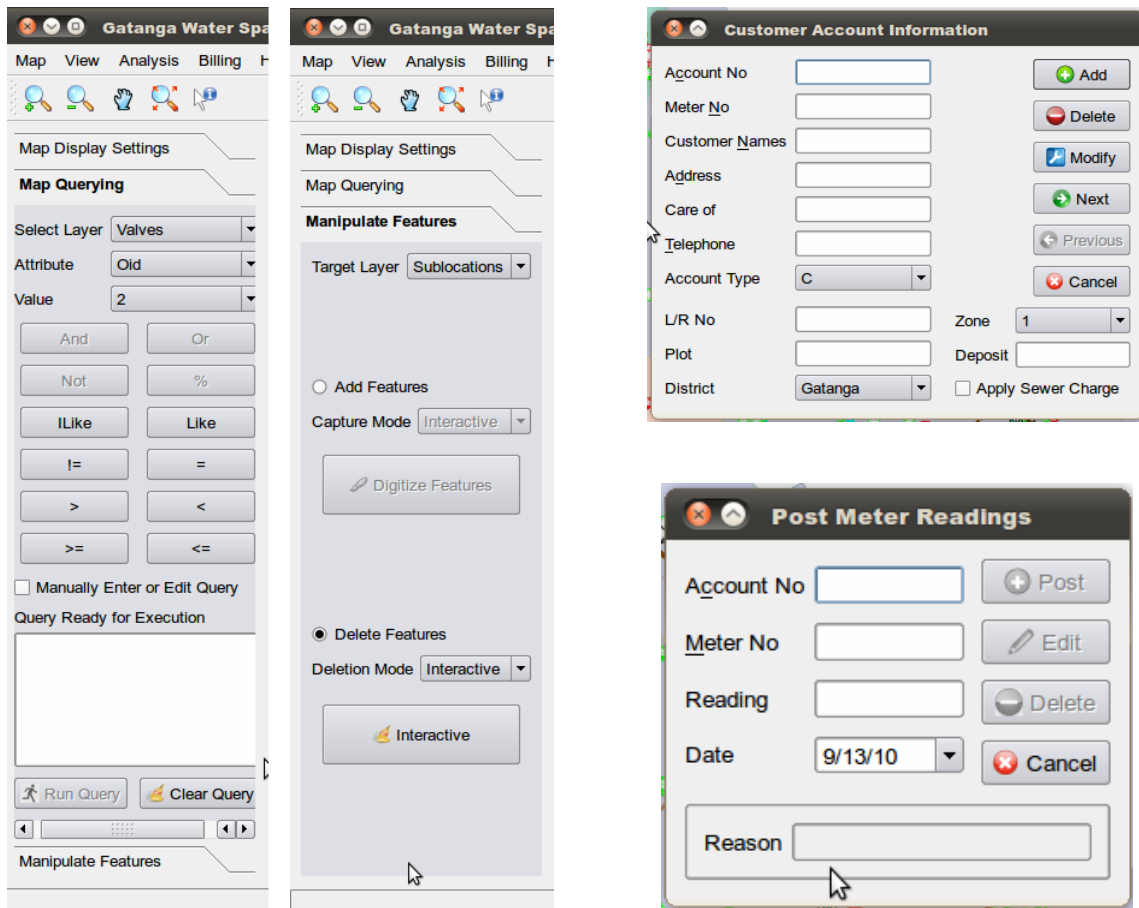 Gatanga Water Spa
Map View Analysis Billing H
Map Display Settings
Map Querying
Select Layer Valves
Attribute Oid
Value 2
And Or
Not %
ILike Like
!= =
> <
>= <=
Manually Enter or Edit Query
Query Ready for Execution
Run Query Clear Query
Manipulate Features
Gatanga Water Spa
Map View Analysis Billing H
Map Display Settings
Map Querying
Manipulate Features
Target Layer Sublocations
Add Features
Capture Mode Interactive
Digitize Features
Delete Features
Deletion Mode Interactive
Interactive
Customer Account Information
Account No Add
Meter No Delete
Customer Names
Address Modify
Care of Next
Telephone Previous
Account Type C Cancel
L/R No Zone 1
Plot Deposit
District Gatanga Apply Sewer Charge
Post Meter Readings
Account No Post
Meter No Edit
Reading Delete
Date 9/13/10 Cancel
Reason